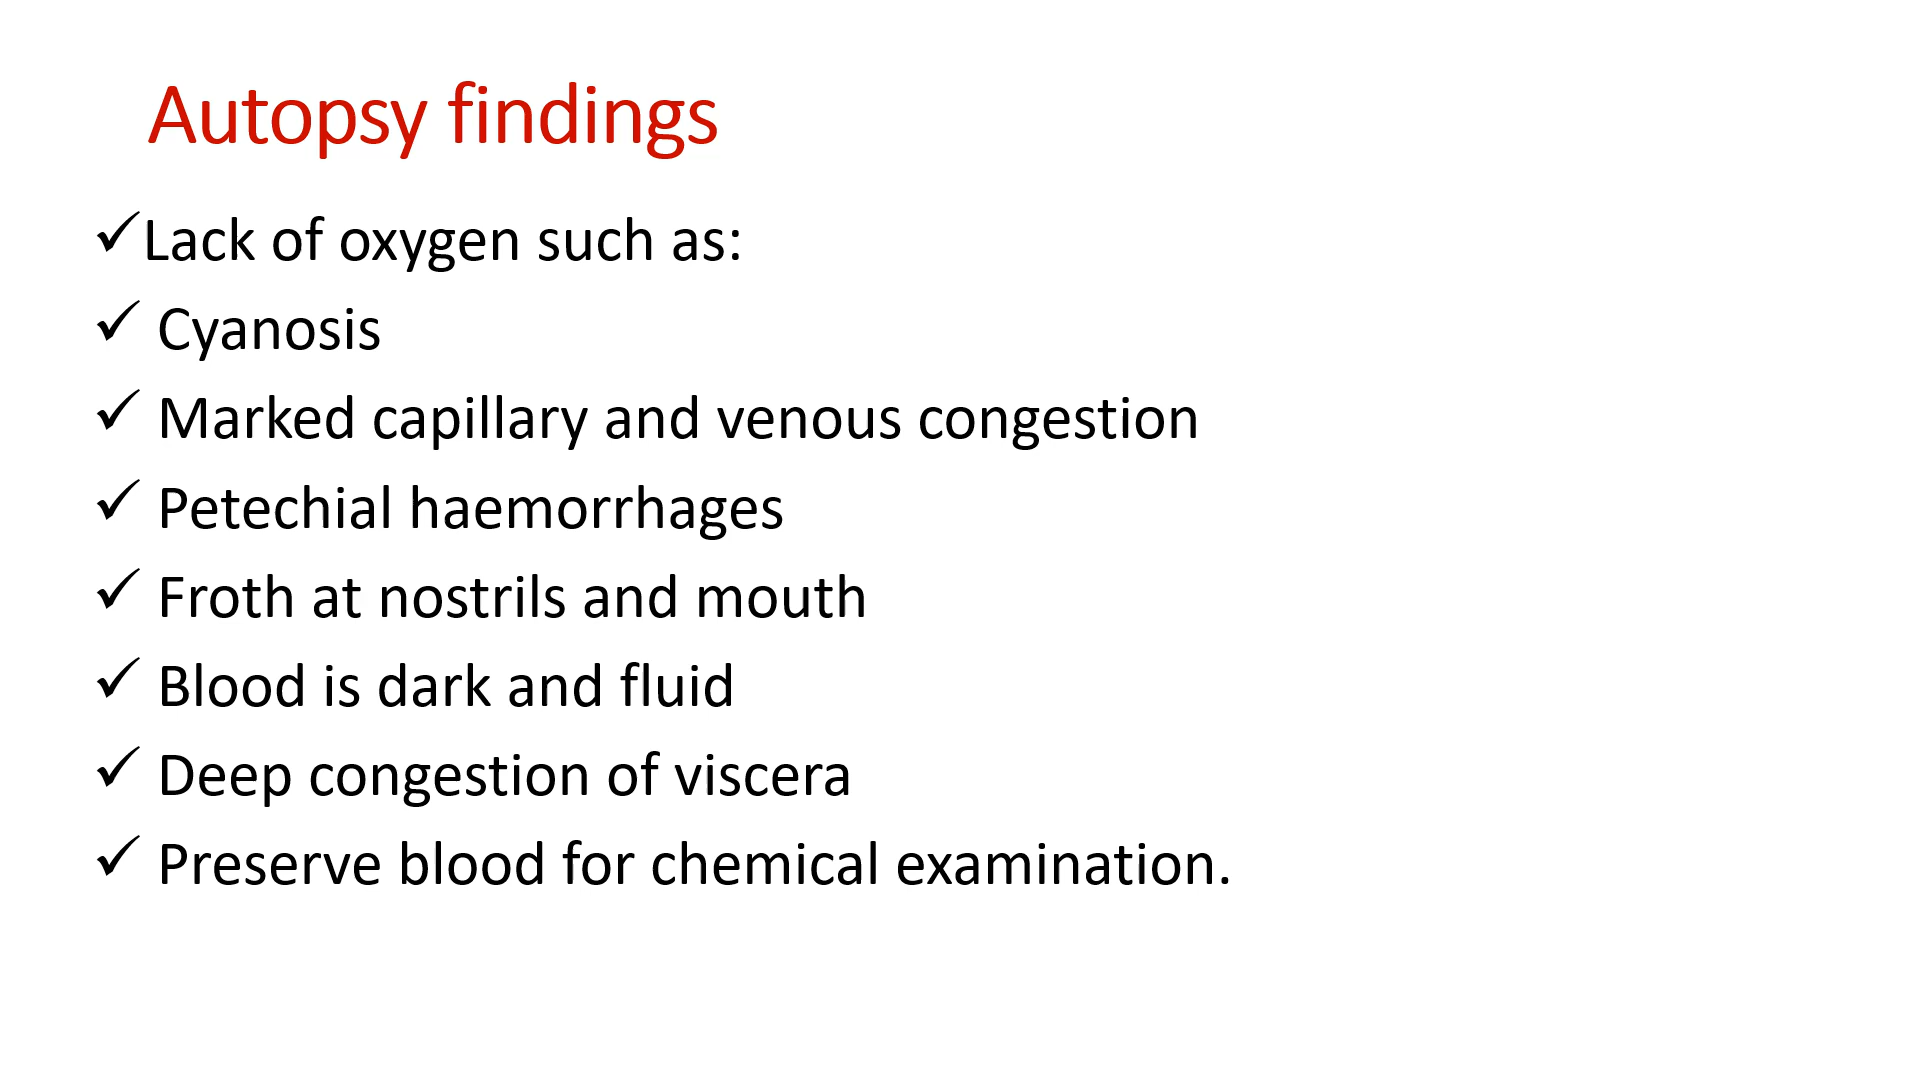 Autopsy findings
✓Lack of oxygen such as:
✓ Cyanosis
✓ Marked capillary and venous congestion
✓ Petechial haemorrhages
✓ Froth at nostrils and mouth
✓ Blood is dark and fluid
✓ Deep congestion of viscera
✓ Preserve blood for chemical examination.